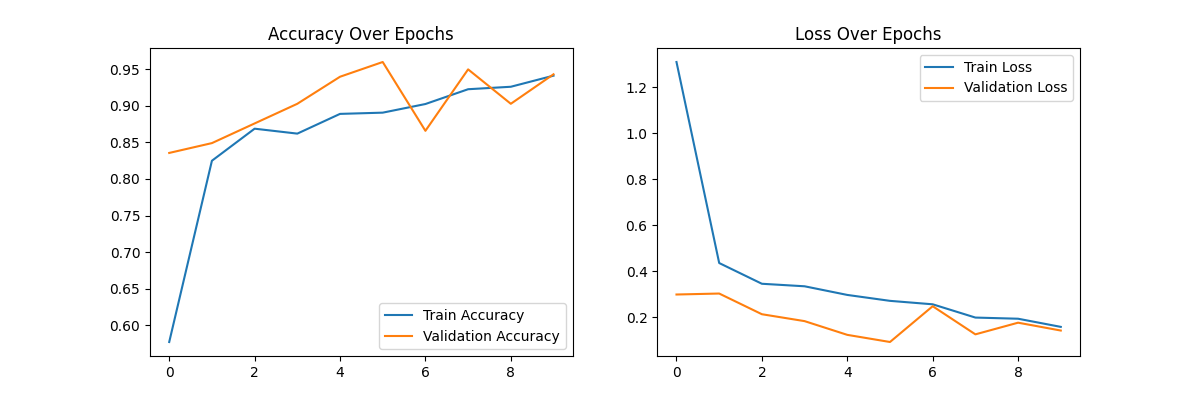 Accuracy Over Epochs
0.95
0.90
0.85
0.80
0.75
0.70
0.65
0.60
0 2 4 6 8
Train Accuracy
Validation Accuracy
Loss Over Epochs
1.2
1.0
0.8
0.6
0.4
0.2
0 2 4 6 8
Train Loss
Validation Loss